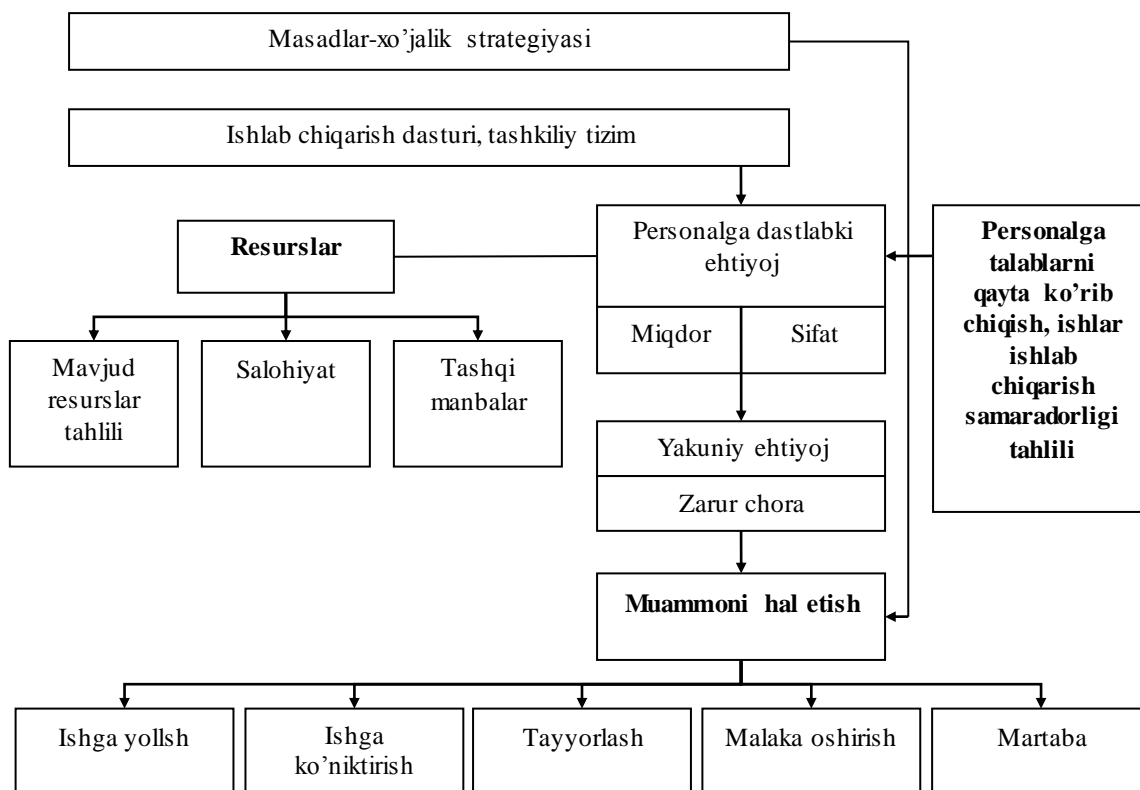 Masadlar-xo’jalik strategiyasi
Ishlab chiqarish dasturi, tashkiliy tizim
Resurslar
Personalga dastlabki
ehtiyoj
Miqdor
Sifat
Personalga
talablarni
qayta ko’rib
chiqish, ishlar
ishlab
chiqarish
samaradorligi
tahlili
Mavjud
resurslar
tahlili
Salohiyat
Tashqi
manbalar
Yakuniy ehtiyoj
Zarur chora
Muammoni hal etish
Ishga yollsh
Ishga
ko’niktirish
Tayyorlash
Malaka oshirish
Martaba